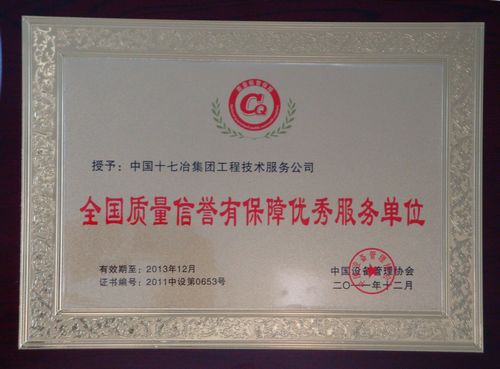 CQ
授予：中国十七冶集团工程技术服务公司
全国质量信誉有保障优秀服务单位
有效期至：2013年12月
证书编号：2011中设第0653号
中国设备管理协会
二〇一一年十二月